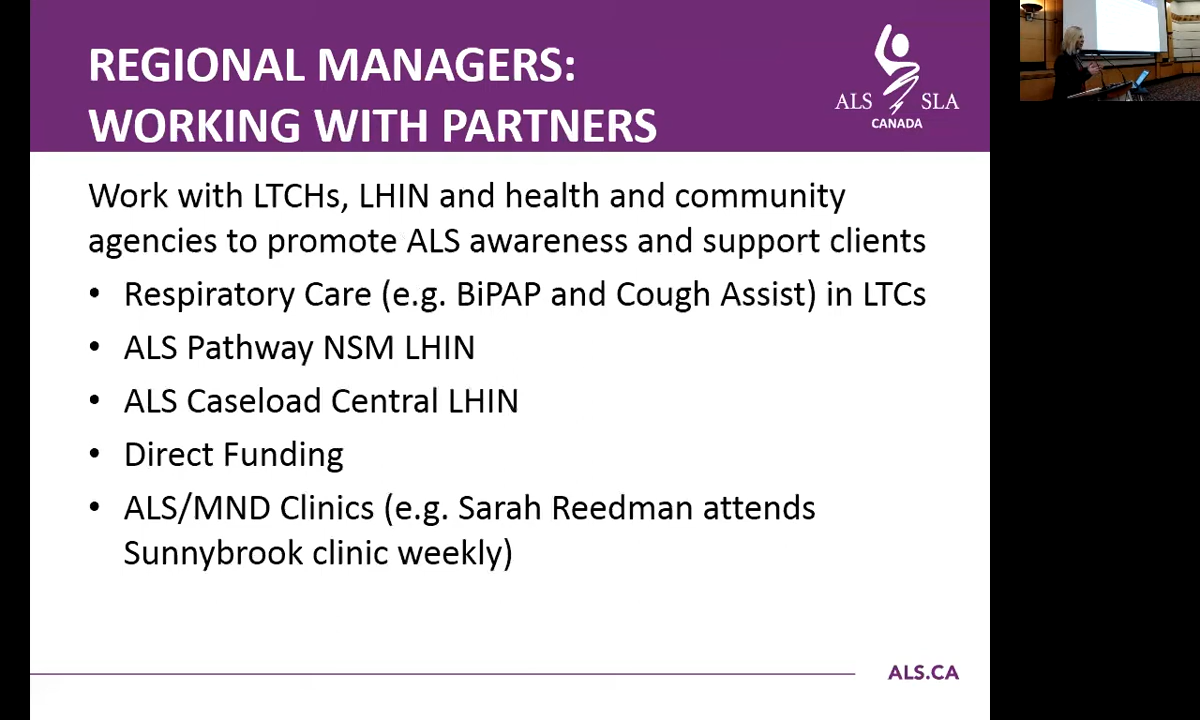 REGIONAL MANAGERS:
WORKING WITH PARTNERS
ALS SLA
CANADA
Work with LTCHs, LHIN and health and community
agencies to promote ALS awareness and support clients
• Respiratory Care (e.g. BiPAP and Cough Assist) in LTCs
• ALS Pathway NSM LHIN
• ALS Caseload Central LHIN
• Direct Funding
• ALS/MND Clinics (e.g. Sarah Reedman attends
Sunnybrook clinic weekly)
ALS.CA